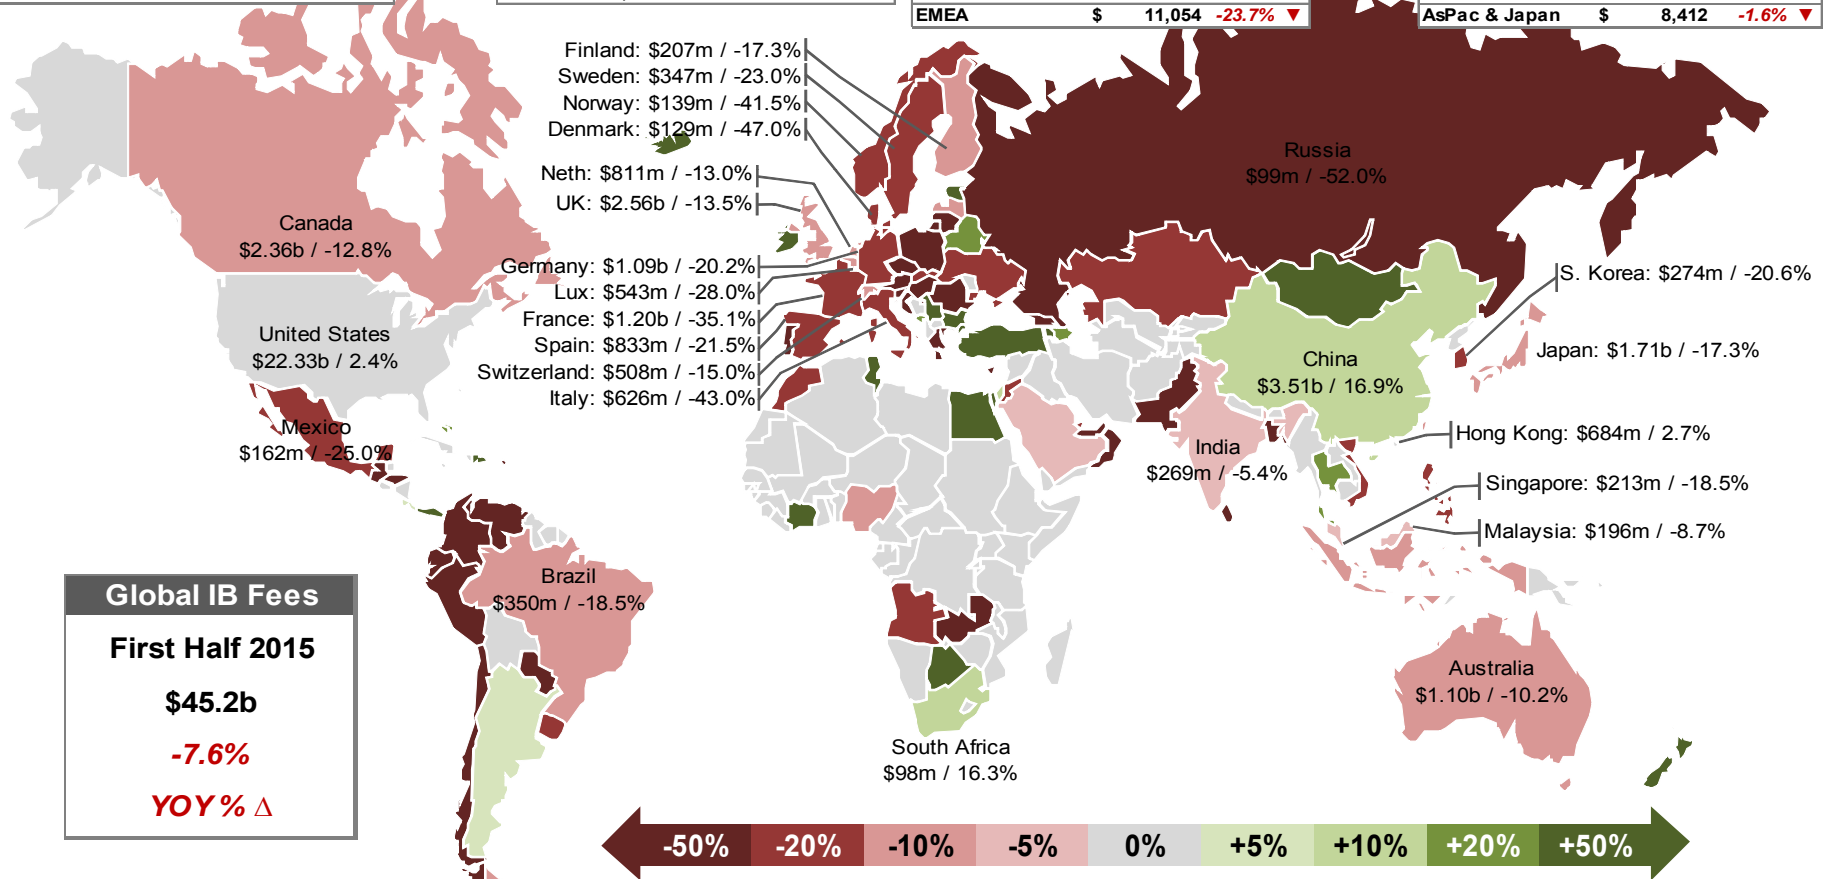 EMEA $ 11,054 -23.7% ▼
AsPac & Japan $ 8,412 -1.6% ▼
Finland: $207m / -17.3%
Sweden: $347m / -23.0%
Norway: $139m / -41.5%
Denmark: $129m / -47.0%
Neth: $811m / -13.0%
UK: $2.56b / -13.5%
Germany: $1.09b / -20.2%
Lux: $543m / -28.0%
France: $1.20b / -35.1%
Spain: $833m / -21.5%
Switzerland: $508m / -15.0%
Italy: $626m / -43.0%
Russia
$99m / -52.0%
Canada
$2.36b / -12.8%
United States
$22.33b / 2.4%
Mexico
$162m / -25.0%
S. Korea: $274m / -20.6%
Japan: $1.71b / -17.3%
China
$3.51b / 16.9%
Hong Kong: $684m / 2.7%
India
$269m / -5.4%
Singapore: $213m / -18.5%
Malaysia: $196m / -8.7%
Brazil
$350m / -18.5%
Australia
$1.10b / -10.2%
South Africa
$98m / 16.3%
Global IB Fees
First Half 2015
$45.2b
-7.6%
YOY % Δ
-50% -20% -10% -5% 0% +5% +10% +20% +50%